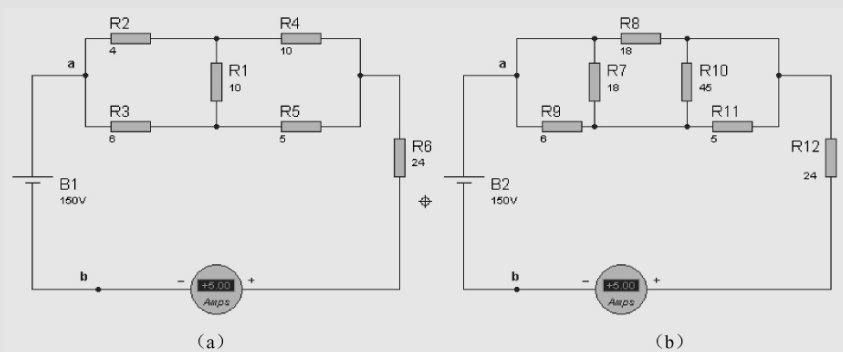 R2
4
R4
10
a
R1
10
R3
6
R5
5
R6
24
B1
150V
b
−
+5.00
Amps
+
(a)
R8
18
a
R7
18
R10
45
R9
6
R11
5
R12
24
B2
150V
b
−
+5.00
Amps
+
(b)